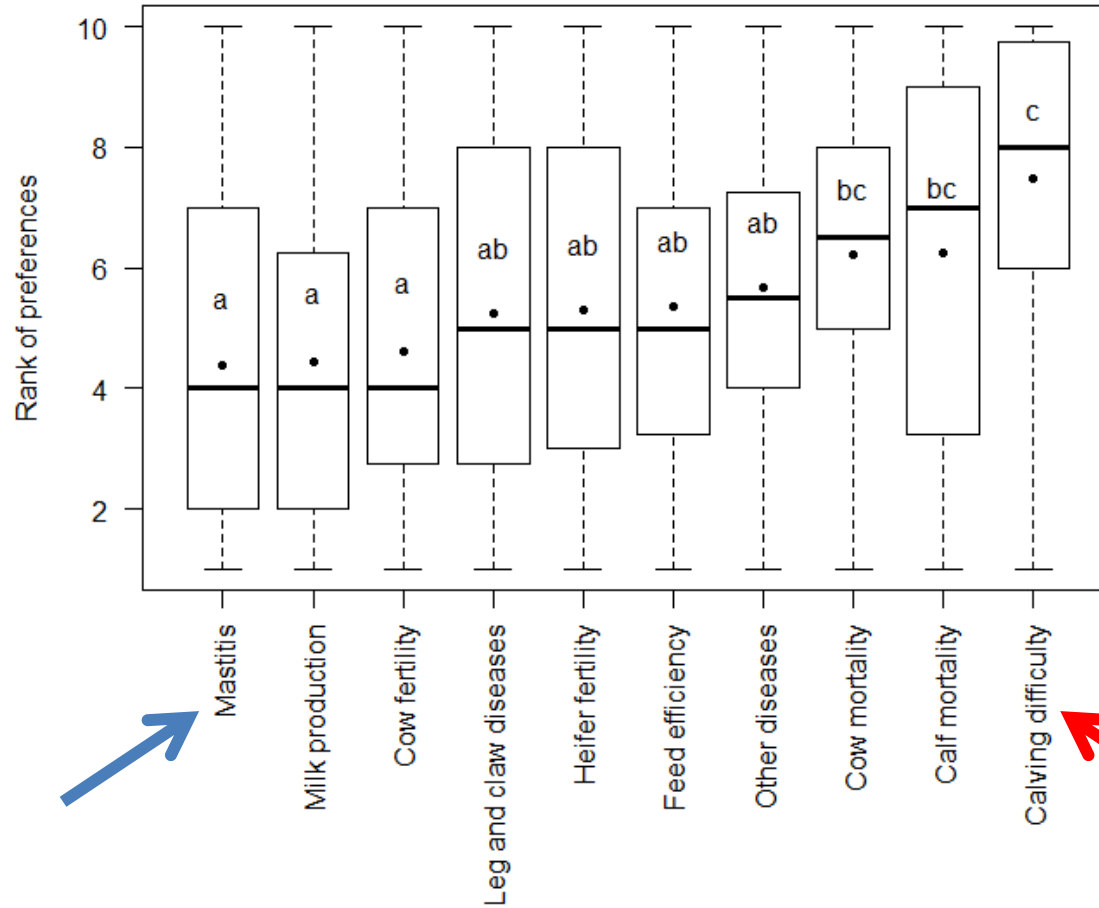 Rank of preferences
10
8
6
4
2
a
a
a
ab
ab
ab
ab
bc
bc
c
Mastitis
Milk production
Cow fertility
Leg and claw diseases
Heifer fertility
Feed efficiency
Other diseases
Cow mortality
Calf mortality
Calving difficulty